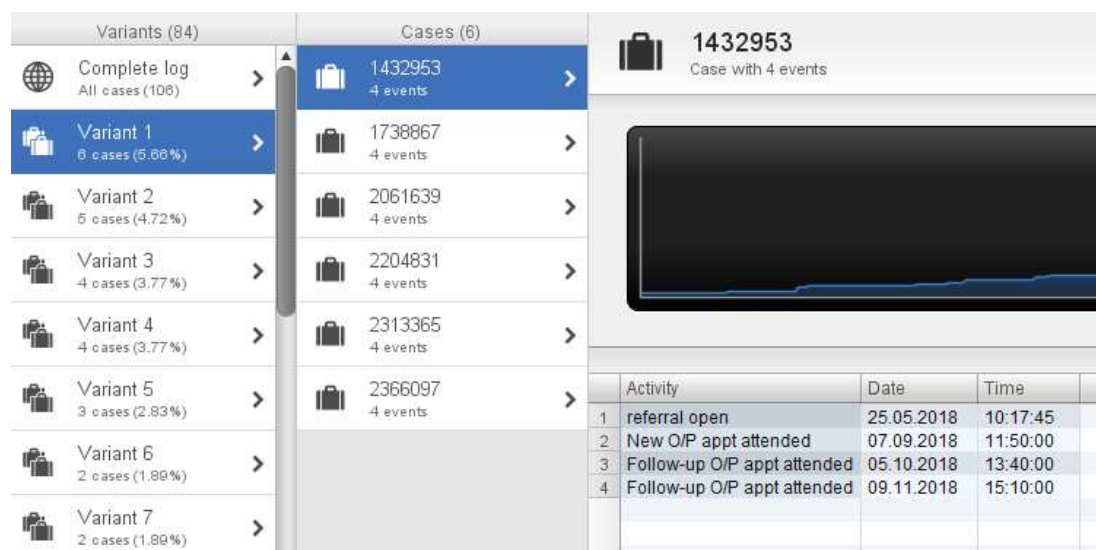 Variants (84)
Complete log
All cases (106)
Variant 1
6 cases (5.66%)
Variant 2
5 cases (4.72%)
Variant 3
4 cases (3.77%)
Variant 4
4 cases (3.77%)
Variant 5
3 cases (2.83%)
Variant 6
2 cases (1.89%)
Variant 7
2 cases (1.89%)
Cases (6)
1432953
4 events
1738867
4 events
2061639
4 events
2204831
4 events
2313365
4 events
2366097
4 events
1432953
Case with 4 events
Activity Date Time
1 referral open 25.05.2018 10:17:45
2 New O/P appt attended 07.09.2018 11:50:00
3 Follow-up O/P appt attended 05.10.2018 13:40:00
4 Follow-up O/P appt attended 09.11.2018 15:10:00